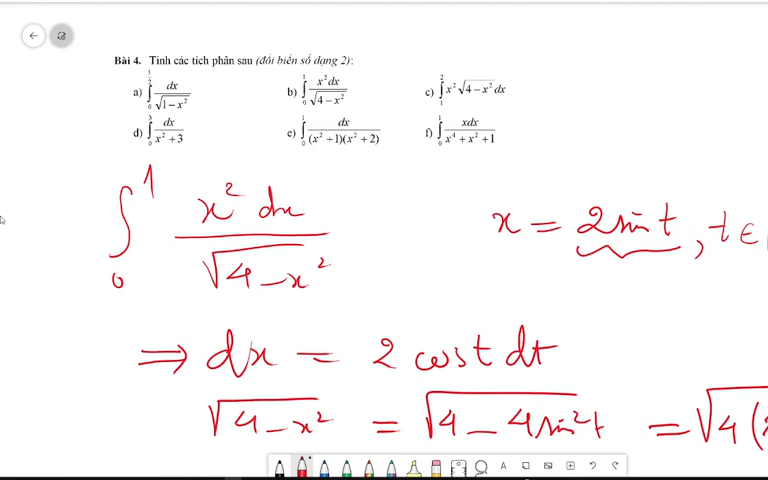 Bài 4. Tính các tích phân sau (đổi biến số dạng 2):
a) ∫₀^{1/2} dx/√(1−x²) b) ∫₀¹ x²dx/√(4−x²) c) ∫₁² x²√(4−x²)dx
d) ∫₀³ dx/(x²+3) e) ∫₀¹ dx/((x²+1)(x²+2)) f) ∫₀¹ xdx/(x⁴+x²+1)
∫₀¹ x² dx/√(4−x²) x = 2sin t, t ∈
⇒ dx = 2 cost dt
√(4−x²) = √(4−4sin²t) = √4(